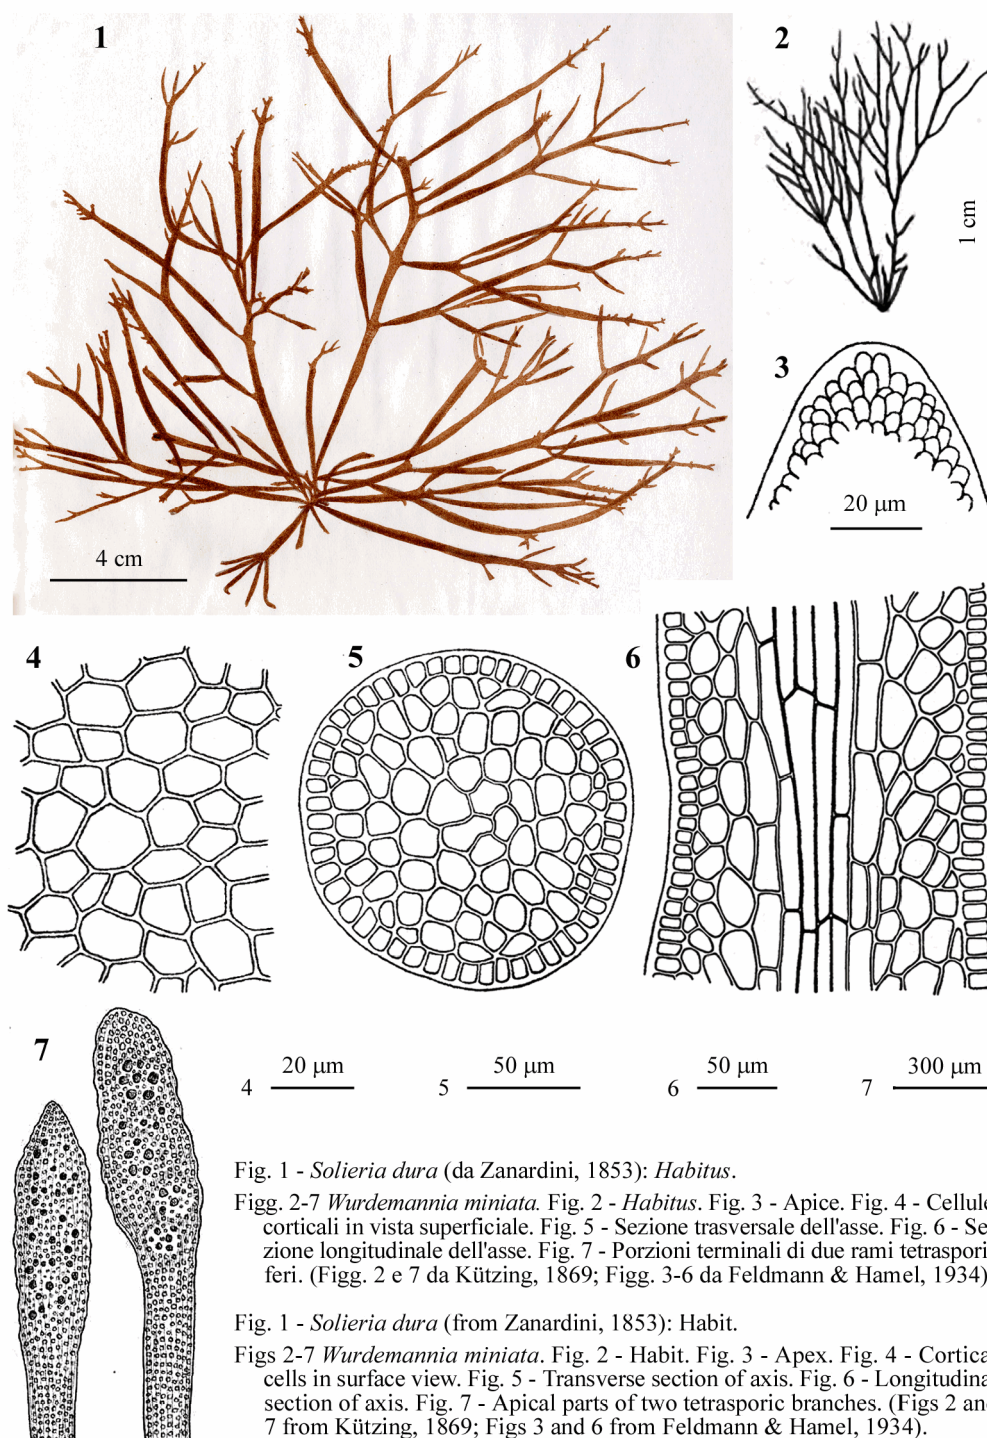 1
2
1 cm
3
20 μm
4 cm
4
5
6
7
20 μm
50 μm
50 μm
300 μm
4
5
6
7
Fig. 1 - Solieria dura (da Zanardini, 1853): Habitus.
Figg. 2-7 Wurdemannia miniata. Fig. 2 - Habitus. Fig. 3 - Apice. Fig. 4 - Cellule
corticali in vista superficiale. Fig. 5 - Sezione trasversale dell'asse. Fig. 6 - Se-
zione longitudinale dell'asse. Fig. 7 - Porzioni terminali di due rami tetraspori-
feri. (Figg. 2 e 7 da Kützing, 1869; Figg. 3-6 da Feldmann & Hamel, 1934)
Fig. 1 - Solieria dura (from Zanardini, 1853): Habit.
Figs 2-7 Wurdemannia miniata. Fig. 2 - Habit. Fig. 3 - Apex. Fig. 4 - Cortica
cells in surface view. Fig. 5 - Transverse section of axis. Fig. 6 - Longitudina
section of axis. Fig. 7 - Apical parts of two tetrasporic branches. (Figs 2 and
7 from Kützing, 1869; Figs 3 and 6 from Feldmann & Hamel, 1934).